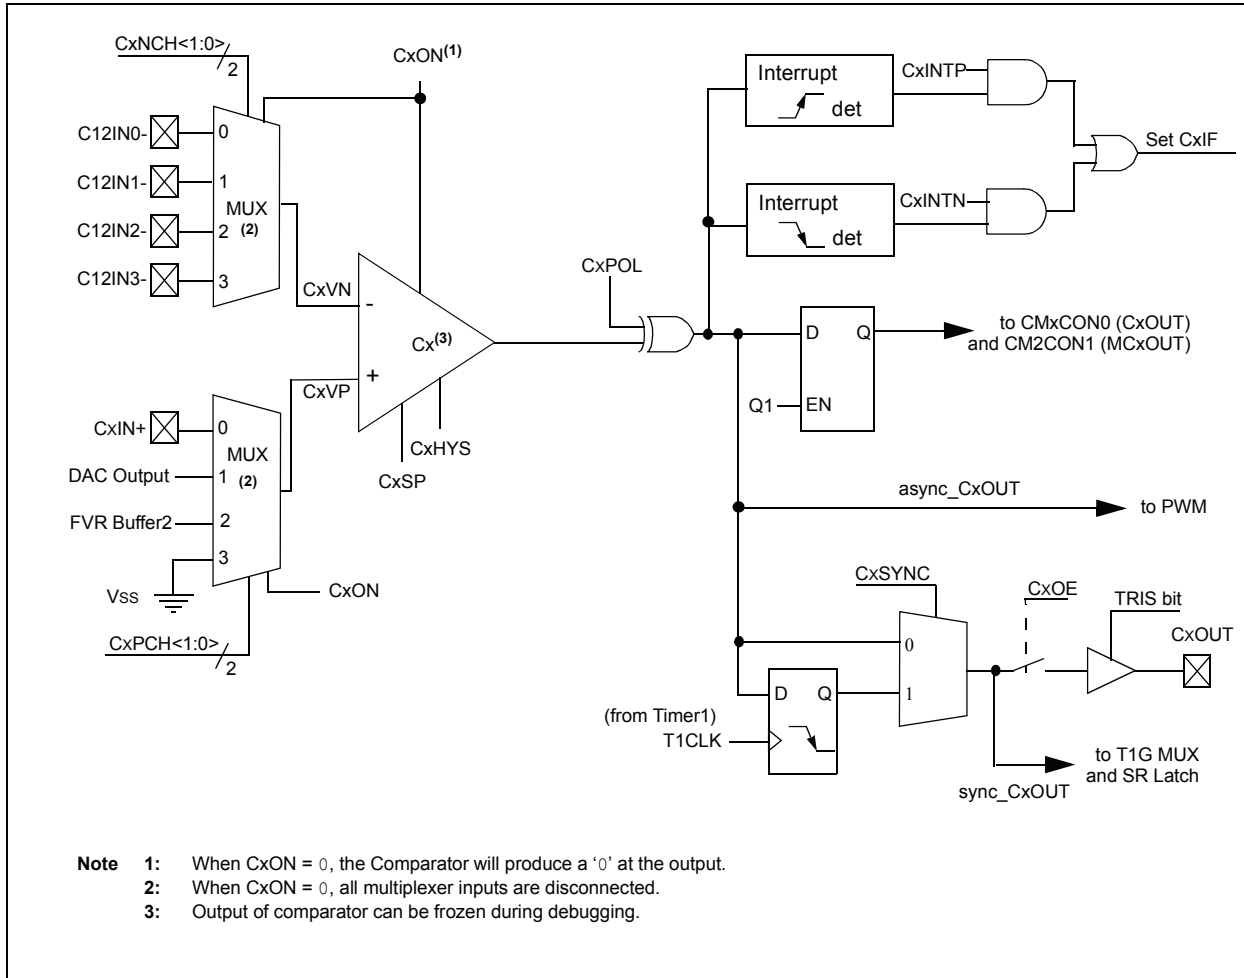 CxNCH<1:0>
2
CxON(1)
C12IN0-
0
C12IN1-
1
MUX
(2)
C12IN2-
2
C12IN3-
3
CxVN
-
Cx(3)
CxVP
+
CxHYS
CxSP
CxIN+
0
MUX
(2)
DAC Output
1
FVR Buffer2
2
3
VSS
CxON
CxPCH<1:0>
2
CxPOL
Interrupt
det
CxINTP
Interrupt
det
CxINTN
Set CxIF
D
Q
Q1
EN
to CMxCON0 (CxOUT)
and CM2CON1 (MCxOUT)
async_CxOUT
to PWM
CxSYNC
0
1
D
Q
(from Timer1)
T1CLK
CxOE
TRIS bit
CxOUT
to T1G MUX
and SR Latch
sync_CxOUT
Note 1: When CxON = 0, the Comparator will produce a ‘0’ at the output.
2: When CxON = 0, all multiplexer inputs are disconnected.
3: Output of comparator can be frozen during debugging.